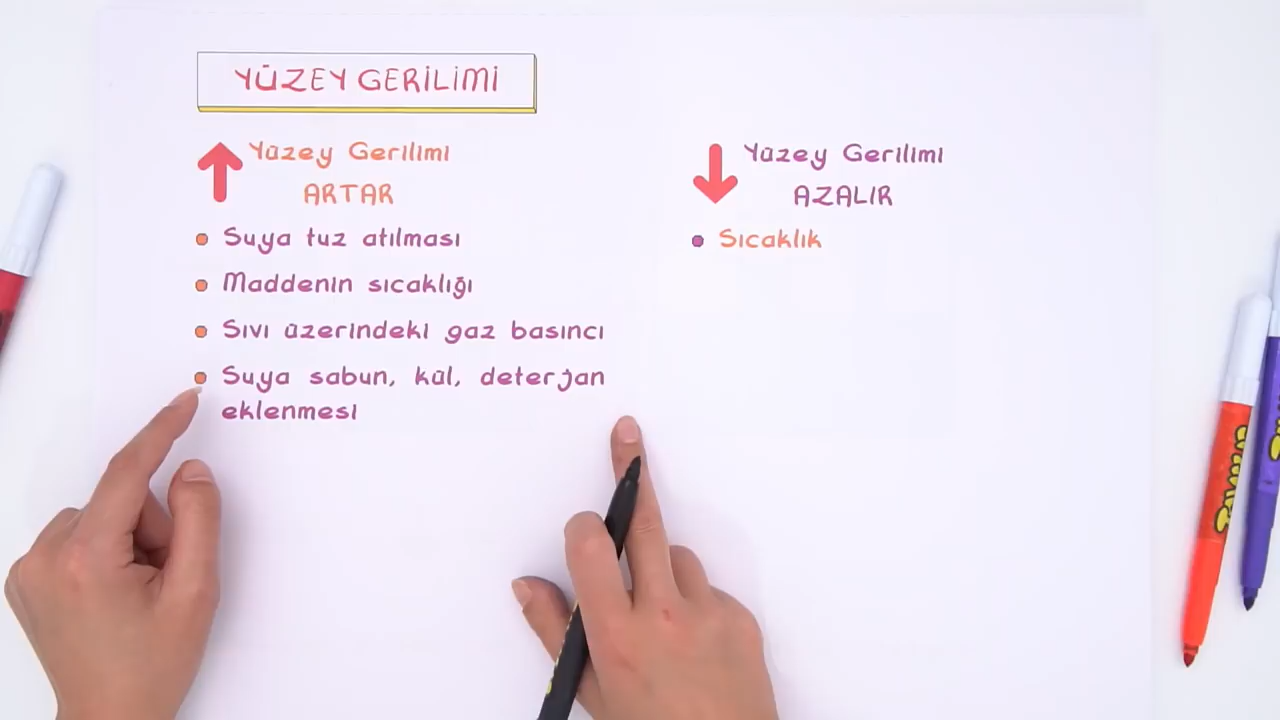 YÜZEY GERİLİMİ
Yüzey Gerilimi
ARTAR
Suya tuz atılması
Maddenin sıcaklığı
Sıvı üzerindeki gaz basıncı
Suya sabun, kül, deterjan
eklenmesi
Yüzey Gerilimi
AZALIR
Sıcaklık